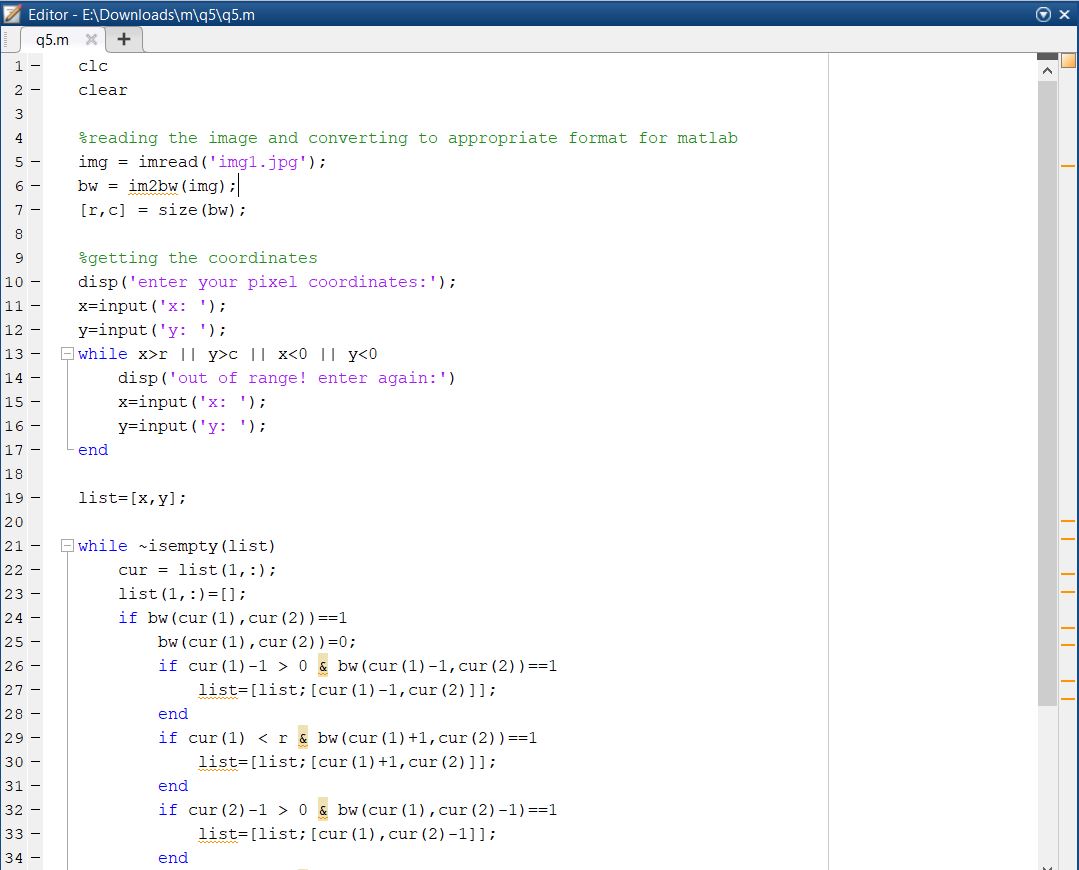 Editor - E:\Downloads\m\q5\q5.m
q5.m
1 clc
2 clear
3
4 %reading the image and converting to appropriate format for matlab
5 img = imread('img1.jpg');
6 bw = im2bw(img);
7 [r,c] = size(bw);
8
9 %getting the coordinates
10 disp('enter your pixel coordinates:');
11 x=input('x: ');
12 y=input('y: ');
13 while x>r || y>c || x<0 || y<0
14 disp('out of range! enter again:')
15 x=input('x: ');
16 y=input('y: ');
17 end
18
19 list=[x,y];
20
21 while ~isempty(list)
22 cur = list(1,:);
23 list(1,:)=[];
24 if bw(cur(1),cur(2))==1
25 bw(cur(1),cur(2))=0;
26 if cur(1)-1 > 0 & bw(cur(1)-1,cur(2))==1
27 list=[list;[cur(1)-1,cur(2)]];
28 end
29 if cur(1) < r & bw(cur(1)+1,cur(2))==1
30 list=[list;[cur(1)+1,cur(2)]];
31 end
32 if cur(2)-1 > 0 & bw(cur(1),cur(2)-1)==1
33 list=[list;[cur(1),cur(2)-1]];
34 end